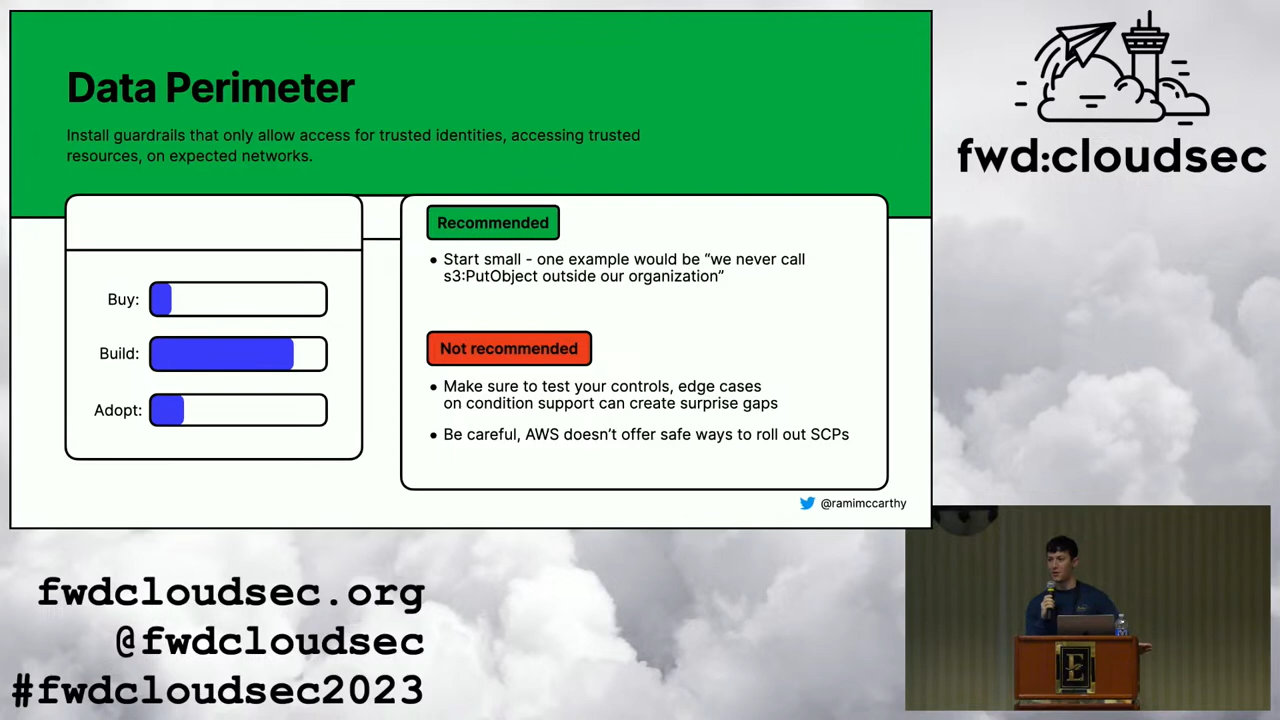 Data Perimeter
Install guardrails that only allow access for trusted identities, accessing trusted
resources, on expected networks.
Buy:
Build:
Adopt:
Recommended
• Start small - one example would be “we never call
s3:PutObject outside our organization”
Not recommended
• Make sure to test your controls, edge cases
on condition support can create surprise gaps
• Be careful, AWS doesn’t offer safe ways to roll out SCPs
@ramimccarthy
fwd:cloudsec
fwdcloudsec.org
@fwdcloudsec
#fwdcloudsec2023
E